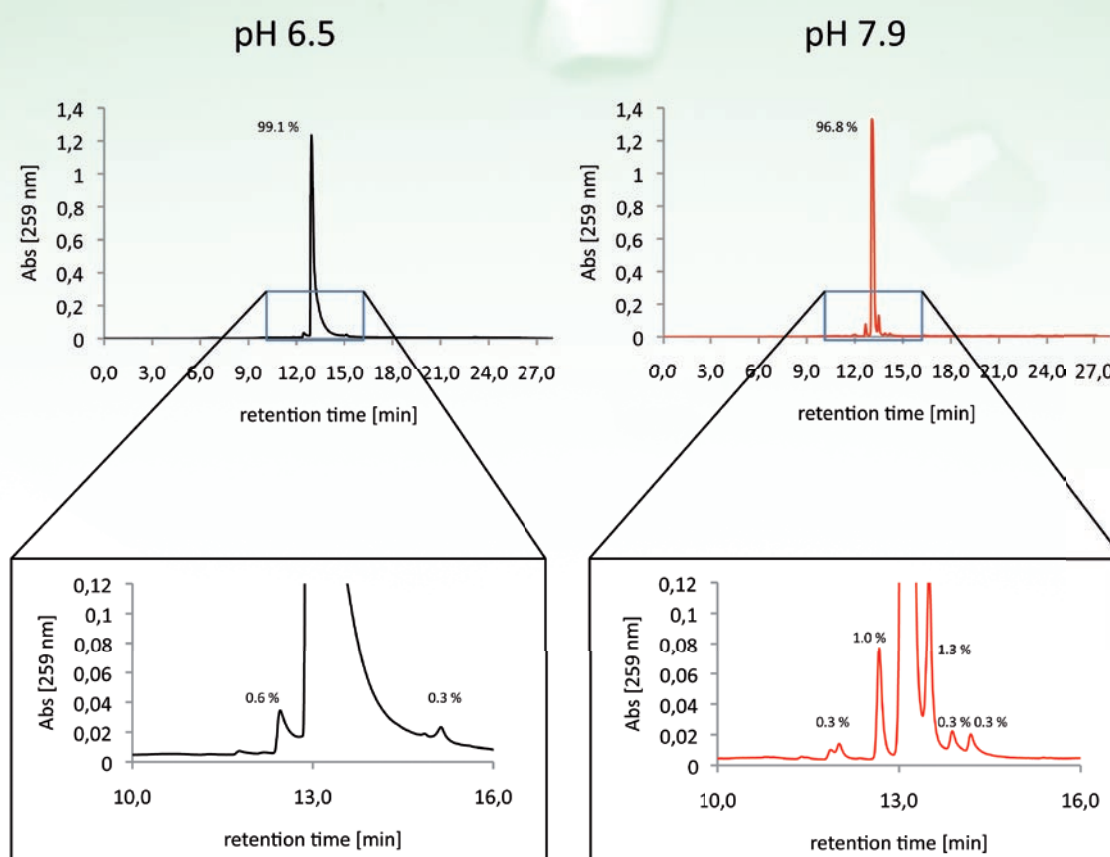 pH 6.5
pH 7.9
1,4
1,2
1
0,8
0,6
0,4
0,2
0
Abs [259 nm]
99.1 %
0,0 3,0 6,0 9,0 12,0 15,0 18,0 21,0 24,0 27,0
retention time [min]
1,4
1,2
1
0,8
0,6
0,4
0,2
0
Abs [259 nm
96.8 %
0,0 3,0 6,0 9,0 12,0 15,0 18,0 21,0 24,0 27,0
retention time [min]
0,12
0,1
0,08
0,06
0,04
0,02
0
Abs [259 nm]
0.6 %
0.3 %
10,0 13,0 16,0
retention time [min]
0,12
0,1
0,08
0,06
0,04
0,02
0
Abs [259 nm]
0.3 %
1.0 %
1.3 %
0.3 % 0.3 %
10,0 13,0 16,0
retention time [min]